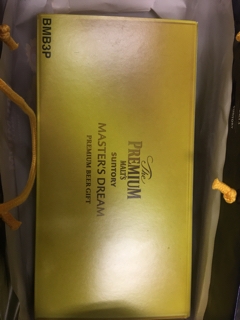 BMB3P
The
PREMIUM
MALT'S
SUNTORY
MASTER'S DREAM
PREMIUM BEER GIFT